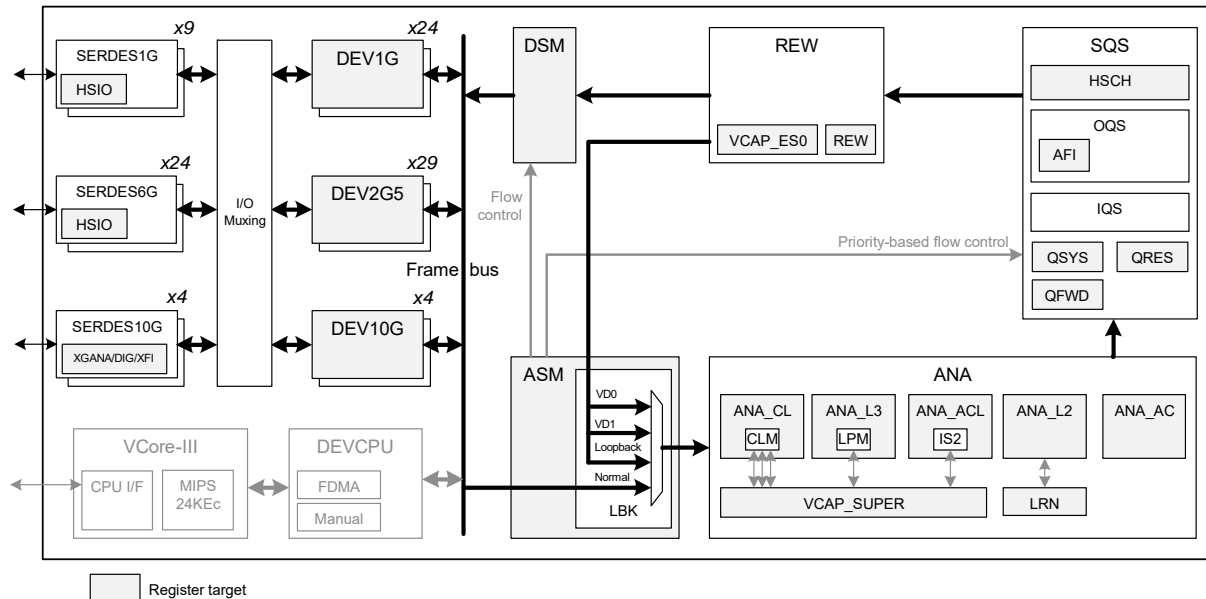 x9
SERDES1G
HSIO
x24
SERDES6G
HSIO
x4
SERDES10G
XGANA/DIG/XFI
I/O
Muxing
x24
DEV1G
x29
DEV2G5
x4
DEV10G
Frame bus
VCore-III
CPU I/F
MIPS
24KEc
DEVCPU
FDMA
Manual
DSM
Flow
control
REW
VCAP_ES0
REW
Priority-based flow control
SQS
HSCH
OQS
AFI
IQS
QSYS
QRES
QFWD
ASM
VD0
VD1
Loopback
Normal
LBK
ANA
ANA_CL
CLM
ANA_L3
LPM
ANA_ACL
IS2
ANA_L2
ANA_AC
VCAP_SUPER
LRN
Register target